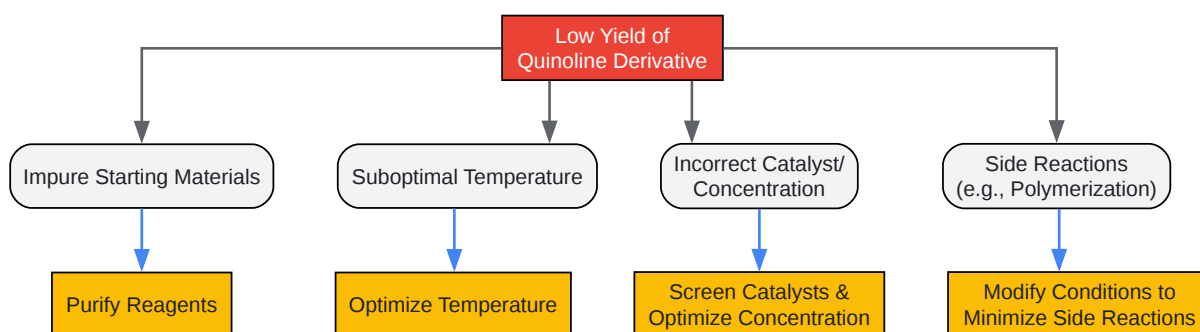 Low Yield of
Quinoline Derivative
Impure Starting Materials
Suboptimal Temperature
Incorrect Catalyst/
Concentration
Side Reactions
(e.g., Polymerization)
Purify Reagents
Optimize Temperature
Screen Catalysts &
Optimize Concentration
Modify Conditions to
Minimize Side Reactions